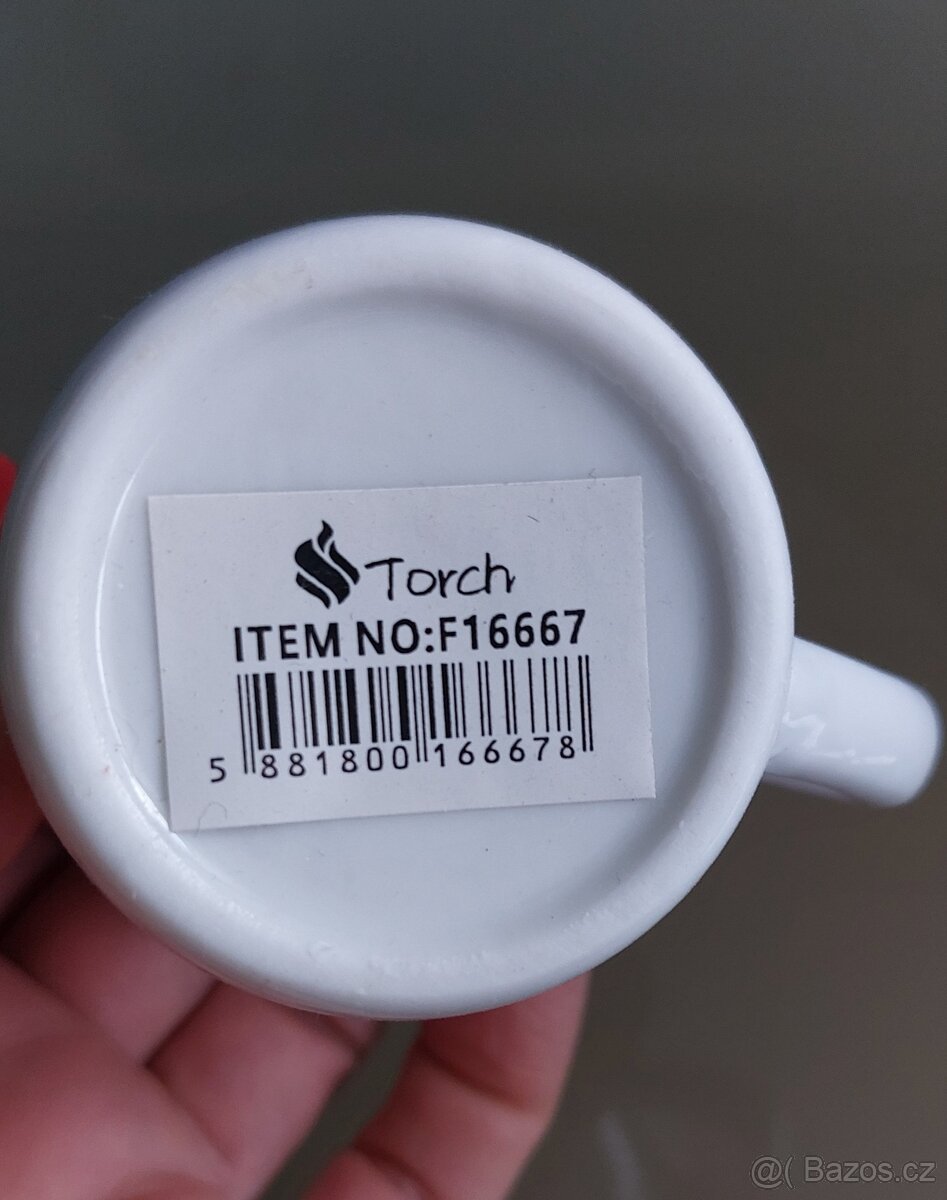 Torch
ITEM NO:F16667
5 881800 166678
@( Bazos.cz